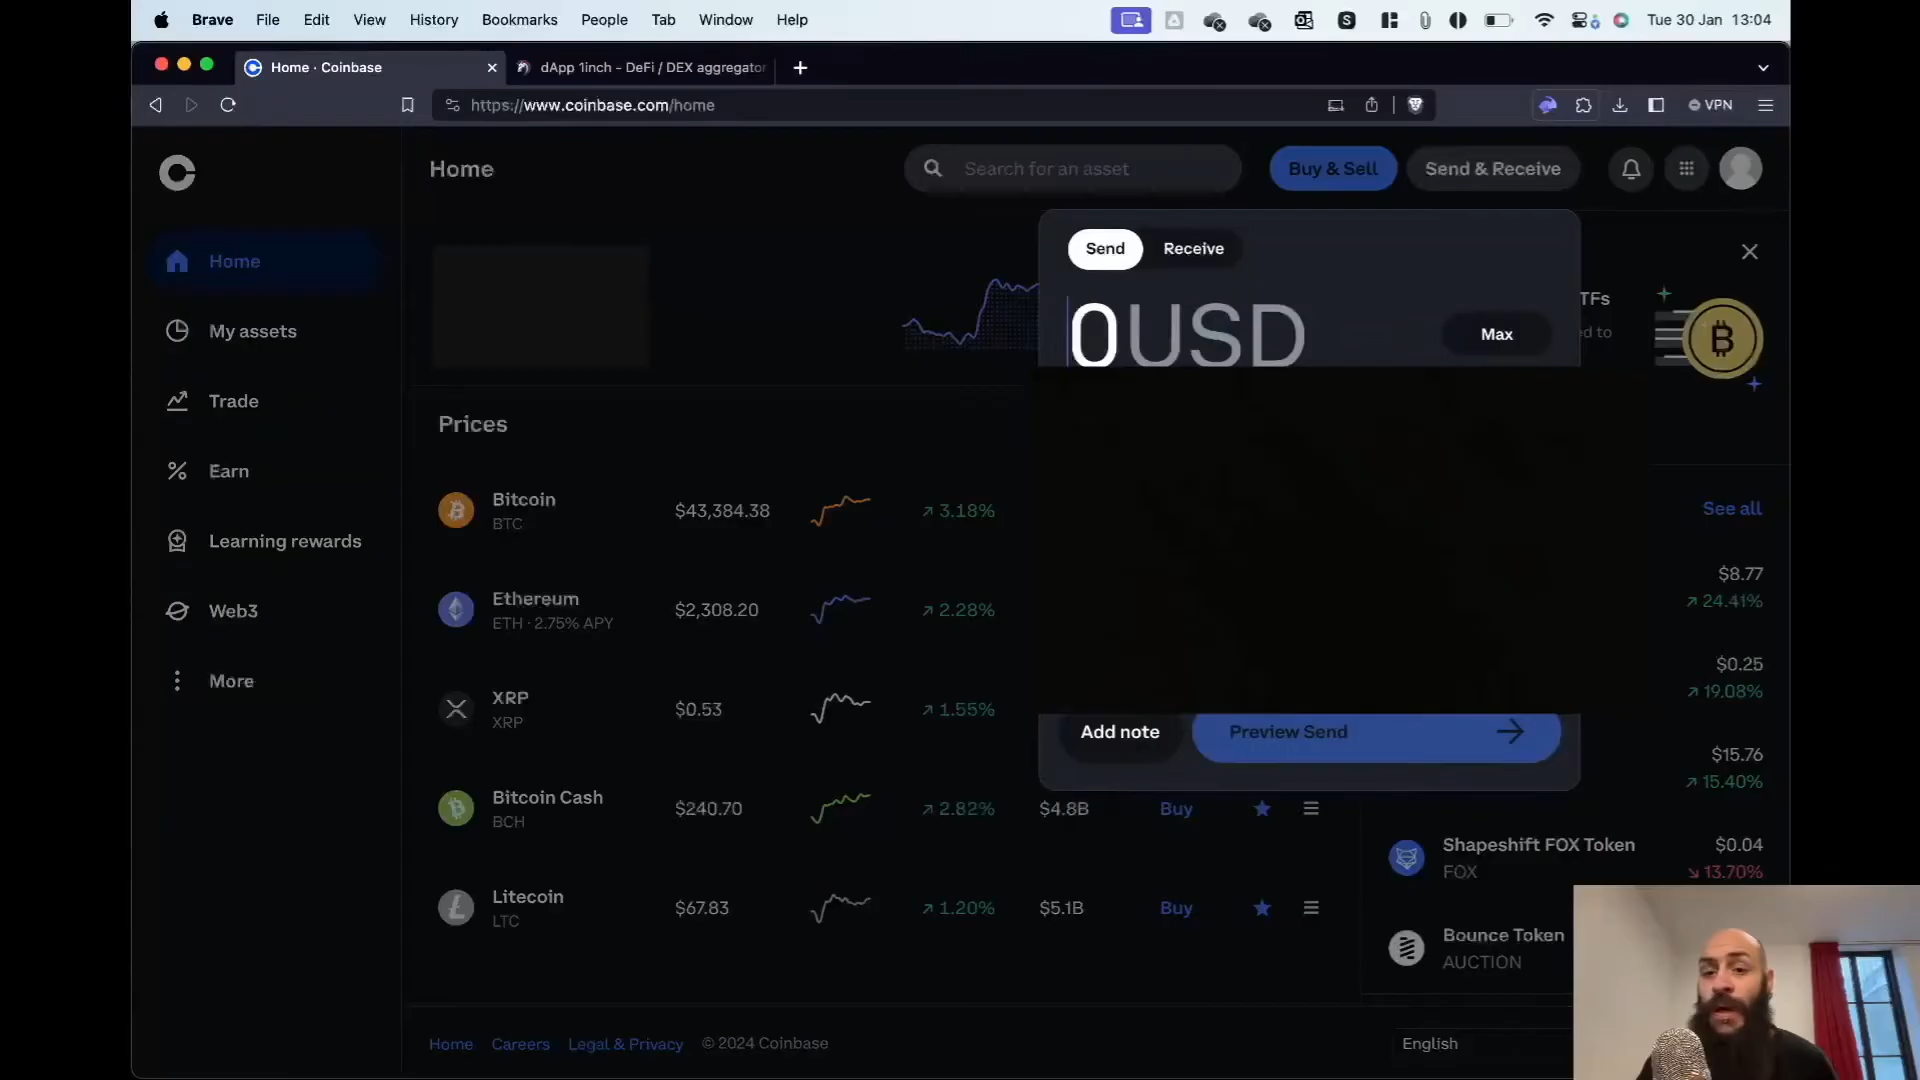 Brave File Edit View History Bookmarks People Tab Window Help Tue 30 Jan 13:04
Home · Coinbase dApp 1inch - DeFi / DEX aggregator
https://www.coinbase.com/home VPN
Home Search for an asset Buy & Sell Send & Receive
Home
My assets
Trade
Earn
Learning rewards
Web3
More
Send Receive
0USD Max
TFs
ed to
Prices
Bitcoin $43,384.38 3.18%
BTC
Ethereum $2,308.20 2.28%
ETH · 2.75% APY
XRP $0.53 1.55%
XRP
Bitcoin Cash $240.70 2.82% $4.8B Buy
BCH
Litecoin $67.83 1.20% $5.1B Buy
LTC
Add note Preview Send
See all
$8.77
24.41%
$0.25
19.08%
$15.76
15.40%
Shapeshift FOX Token $0.04
FOX 13.70%
Bounce Token
AUCTION
Home Careers Legal & Privacy © 2024 Coinbase
English